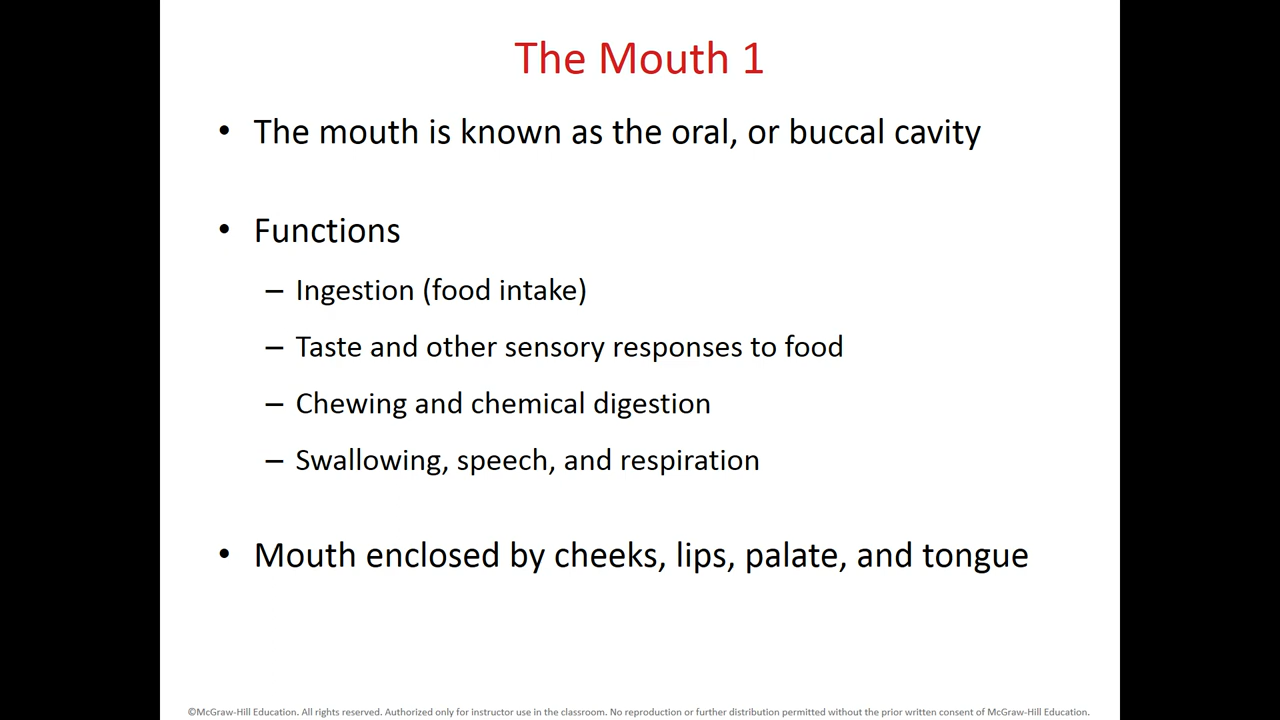 The Mouth 1
• The mouth is known as the oral, or buccal cavity
• Functions
– Ingestion (food intake)
– Taste and other sensory responses to food
– Chewing and chemical digestion
– Swallowing, speech, and respiration
• Mouth enclosed by cheeks, lips, palate, and tongue
©McGraw-Hill Education. All rights reserved. Authorized only for instructor use in the classroom. No reproduction or further distribution permitted without the prior written consent of McGraw-Hill Education.